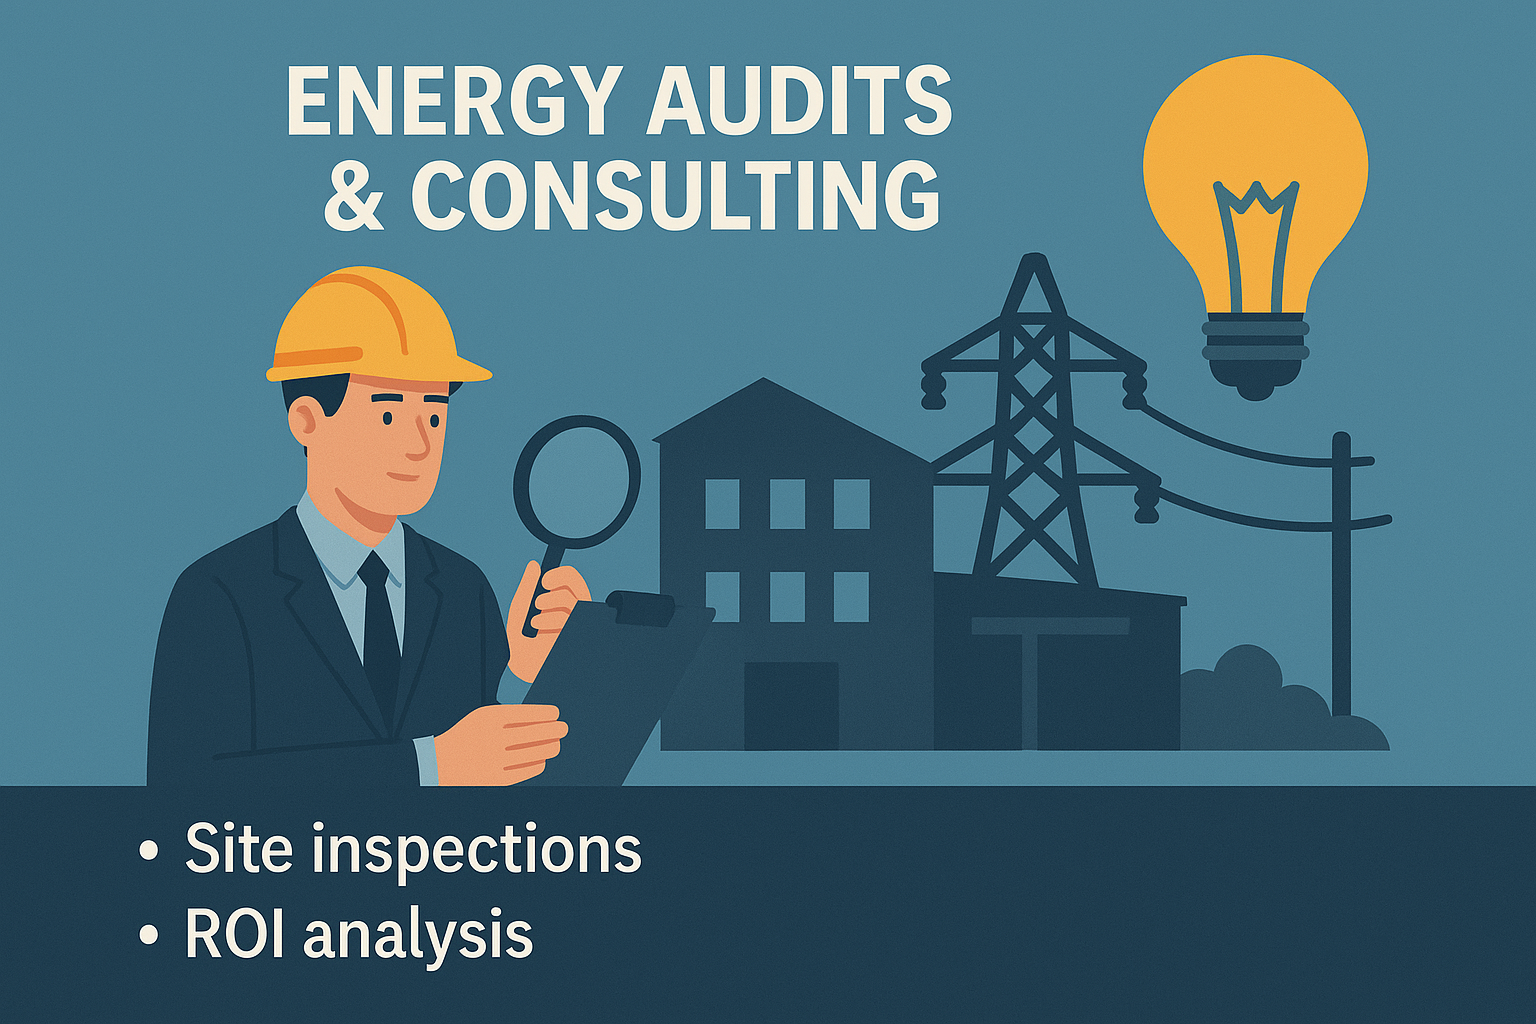 ENERGY AUDITS
& CONSULTING
• Site inspections
• ROI analysis